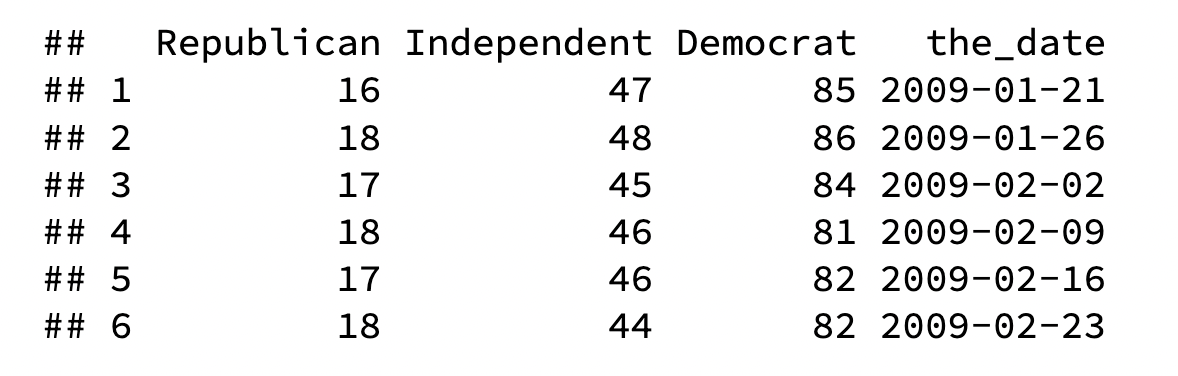 ##   Republican Independent Democrat   the_date
## 1         16          47       85 2009-01-21
## 2         18          48       86 2009-01-26
## 3         17          45       84 2009-02-02
## 4         18          46       81 2009-02-09
## 5         17          46       82 2009-02-16
## 6         18          44       82 2009-02-23